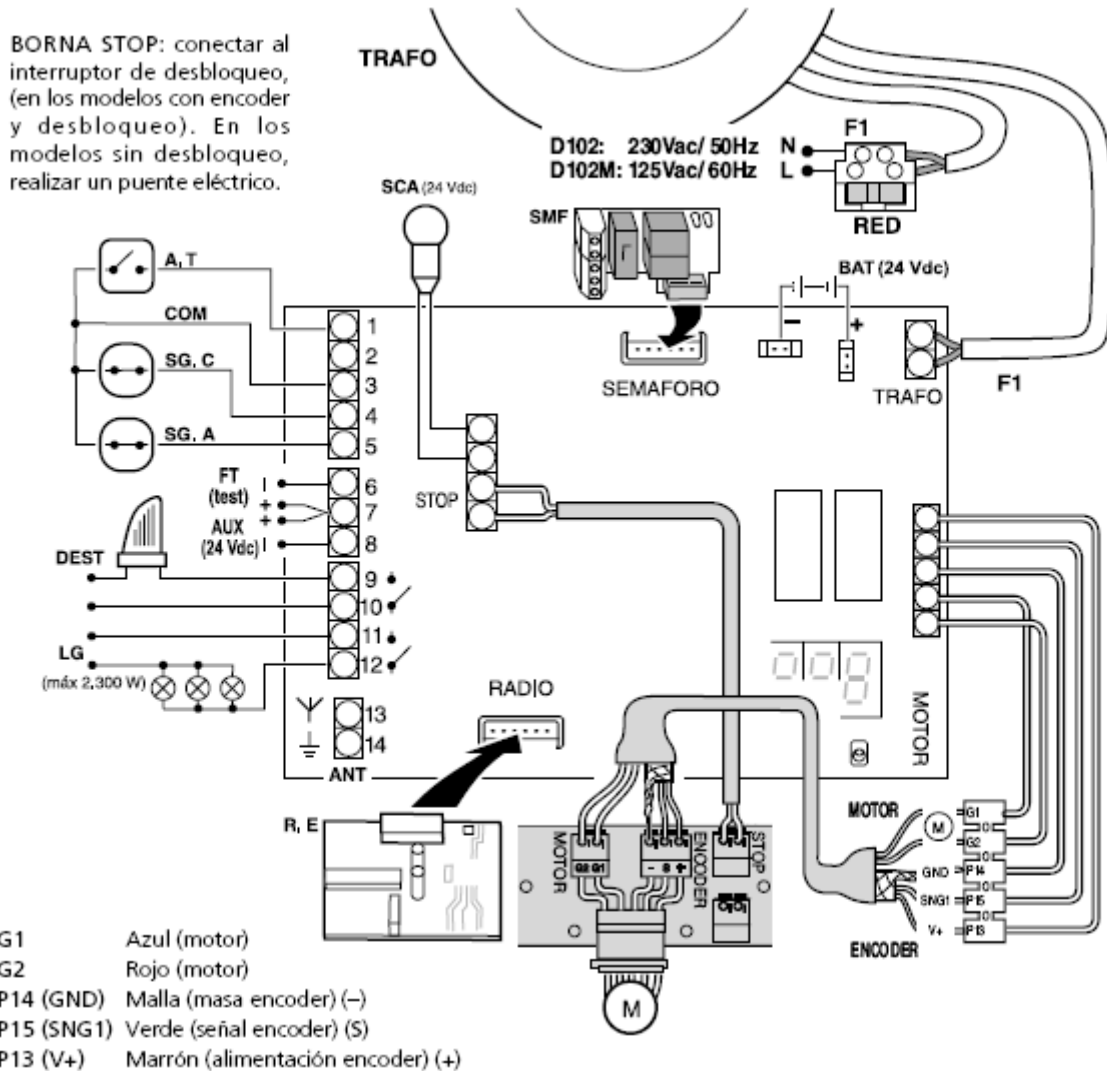 BORNA STOP: conectar al
interruptor de desbloqueo,
(en los modelos con encoder
y desbloqueo). En los
modelos sin desbloqueo,
realizar un puente eléctrico.
TRAFO
D102: 230Vac/ 50Hz N
D102M: 125Vac/ 60Hz L
F1
RED
SCA (24 Vdc)
SMF
BAT (24 Vdc)
- +
SEMAFORO
TRAFO
F1
A, T
COM
SG, C
SG, A
1
2
3
4
5
FT
(test)
AUX
(24 Vdc)
- + + -
6
7
8
STOP
DEST
9
10
11
12
LG
(máx 2,300 W)
13
14
ANT
RADIO
MOTOR
R, E
MOTOR
G2 G1
- S +
ENCODER
STOP
M
MOTOR
M
G1
G2
GND P14
SNG1 P15
V+ P13
ENCODER
G1 Azul (motor)
G2 Rojo (motor)
P14 (GND) Malla (masa encoder) (–)
P15 (SNG1) Verde (señal encoder) (S)
P13 (V+) Marrón (alimentación encoder) (+)